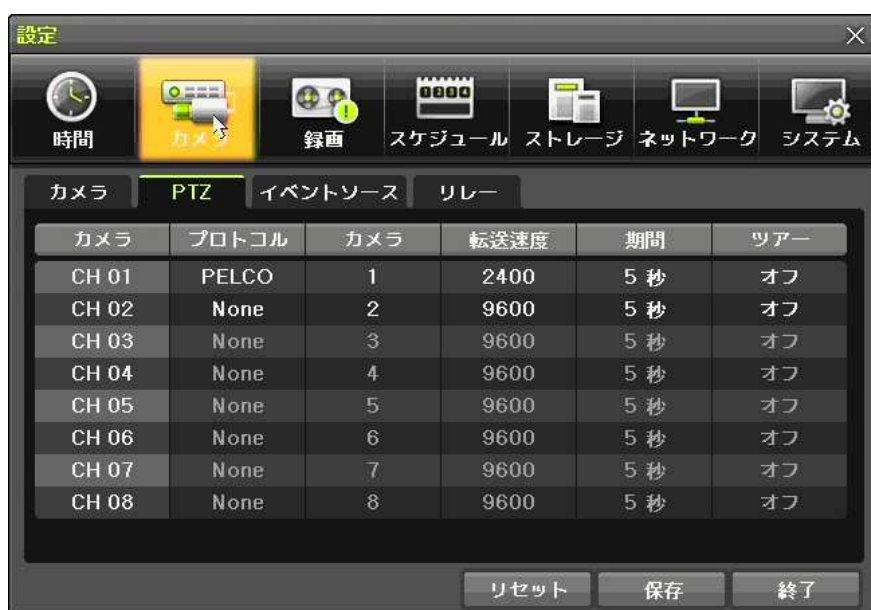 設定
時間 カメラ 録画 スケジュール ストレージ ネットワーク システム
カメラ PTZ イベントソース リレー
カメラ プロトコル カメラ 転送速度 期間 ツアー
CH 01 PELCO 1 2400 5 秒 オフ
CH 02 None 2 9600 5 秒 オフ
CH 03 None 3 9600 5 秒 オフ
CH 04 None 4 9600 5 秒 オフ
CH 05 None 5 9600 5 秒 オフ
CH 06 None 6 9600 5 秒 オフ
CH 07 None 7 9600 5 秒 オフ
CH 08 None 8 9600 5 秒 オフ
リセット 保存 終了